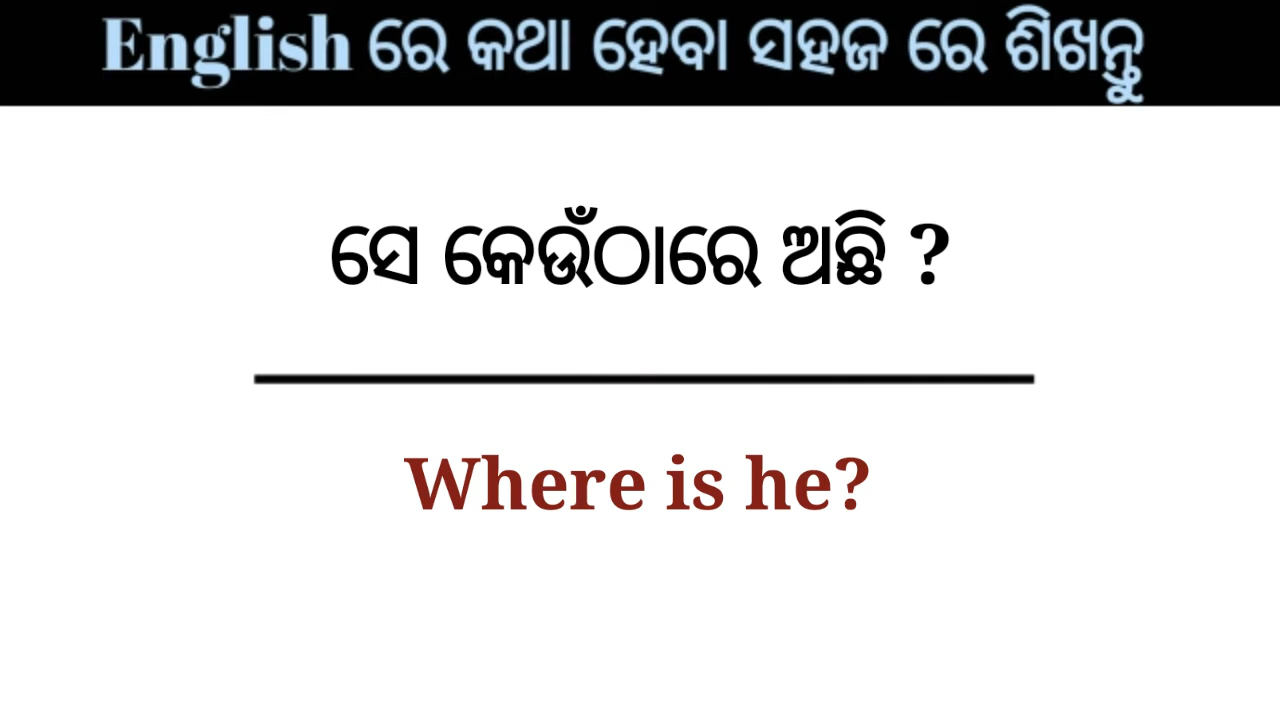 English ରେ କଥା ହେବା ସହଜ ରେ ଶିଖନ୍ତୁ
ସେ କେଉଁଠାରେ ଅଛି ?
Where is he?